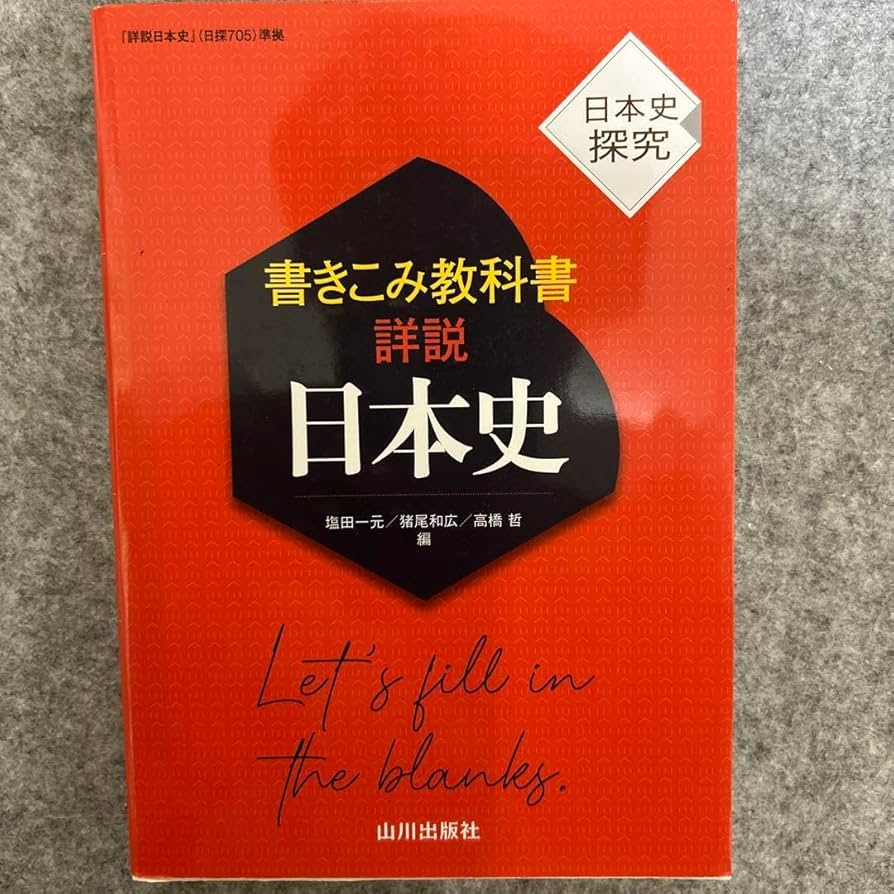 『詳説日本史』（日探705）準拠
日本史
探究
書きこみ教科書
詳説
日本史
塩田一元／猪尾和広／高橋 哲
編
Let's fill in
the blanks.
山川出版社